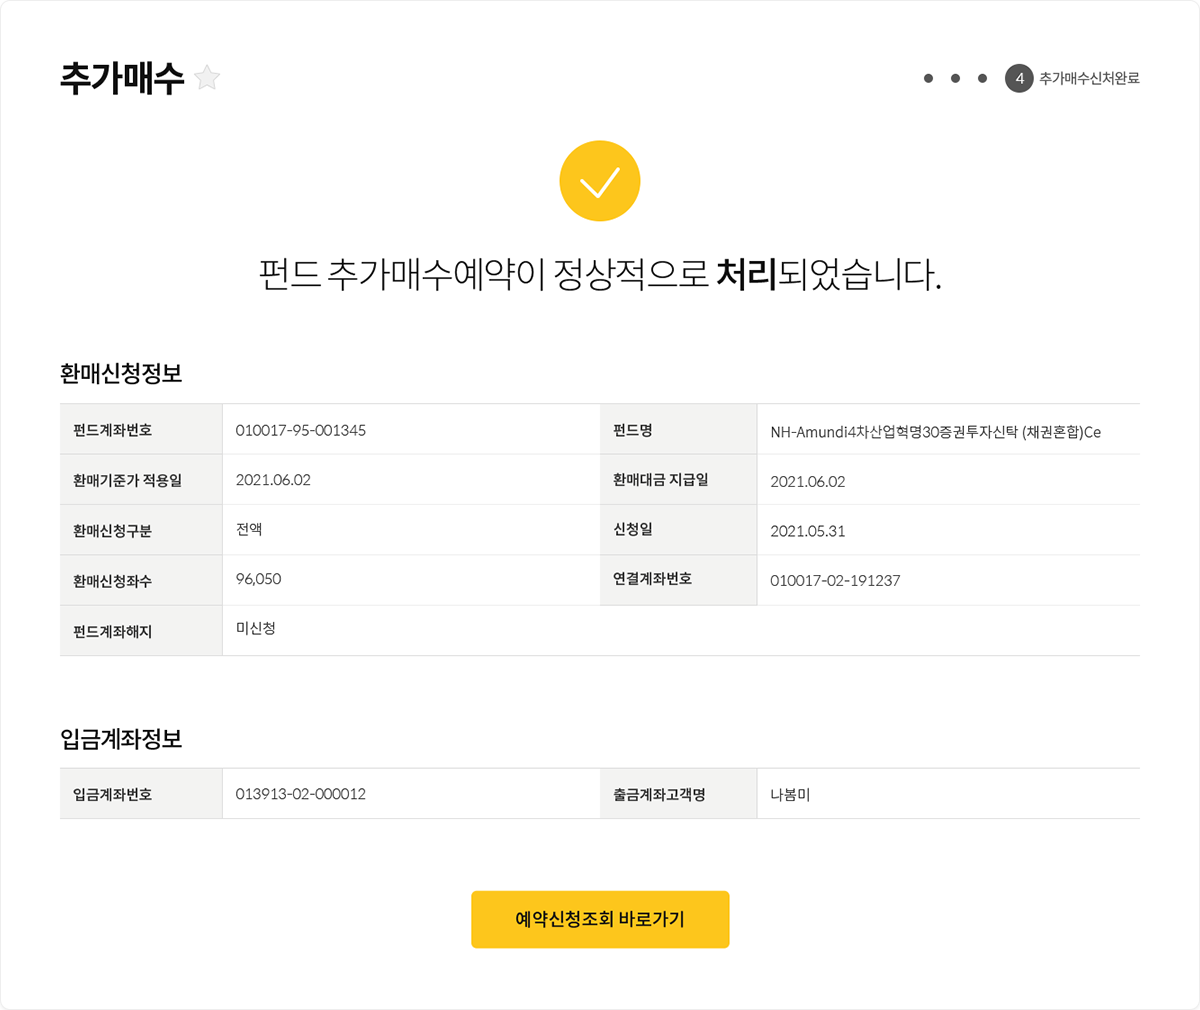 추가매수
4 추가매수신처완료
펀드 추가매수예약이 정상적으로 처리되었습니다.
환매신청정보
펀드계좌번호 010017-95-001345 펀드명 NH-Amundi4차산업혁명30증권투자신탁 (채권혼합)Ce
환매기준가 적용일 2021.06.02 환매대금 지급일 2021.06.02
환매신청구분 전액 신청일 2021.05.31
환매신청좌수 96,050 연결계좌번호 010017-02-191237
펀드계좌해지 미신청
입금계좌정보
입금계좌번호 013913-02-000012 출금계좌고객명 나봄미
예약신청조회 바로가기